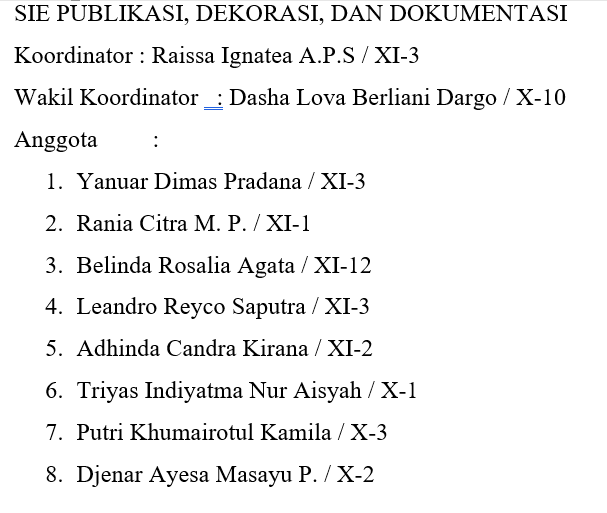 SIE PUBLIKASI, DEKORASI, DAN DOKUMENTASI
Koordinator : Raissa Ignatea A.P.S / XI-3
Wakil Koordinator : Dasha Lova Berliani Dargo / X-10
Anggota :
1. Yanuar Dimas Pradana / XI-3
2. Rania Citra M. P. / XI-1
3. Belinda Rosalia Agata / XI-12
4. Leandro Reyco Saputra / XI-3
5. Adhinda Candra Kirana / XI-2
6. Triyas Indiyatma Nur Aisyah / X-1
7. Putri Khumairotul Kamila / X-3
8. Djenar Ayesa Masayu P. / X-2